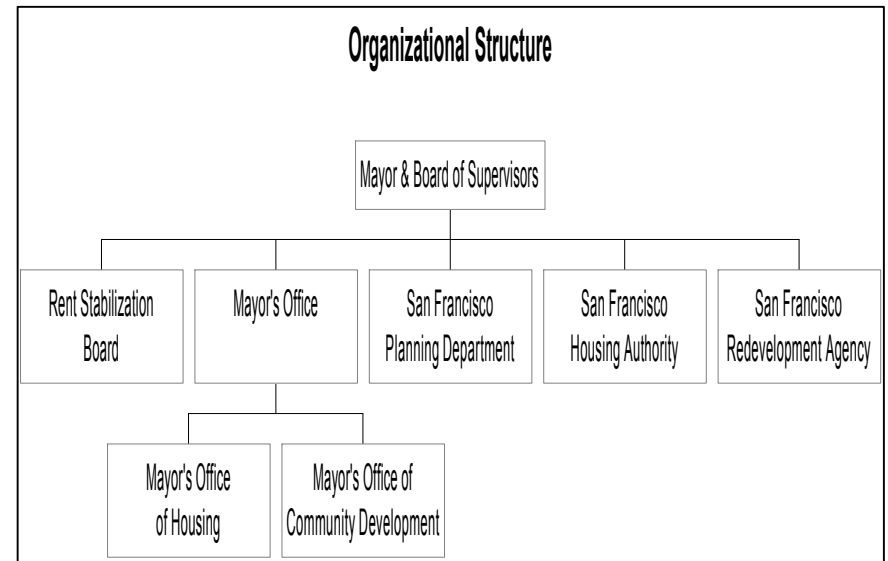 Organizational Structure
Mayor & Board of Supervisors
Rent Stabilization
Board
Mayor's Office
San Francisco
Planning Department
San Francisco
Housing Authority
San Francisco
Redevelopment Agency
Mayor's Office
of Housing
Mayor's Office of
Community Development